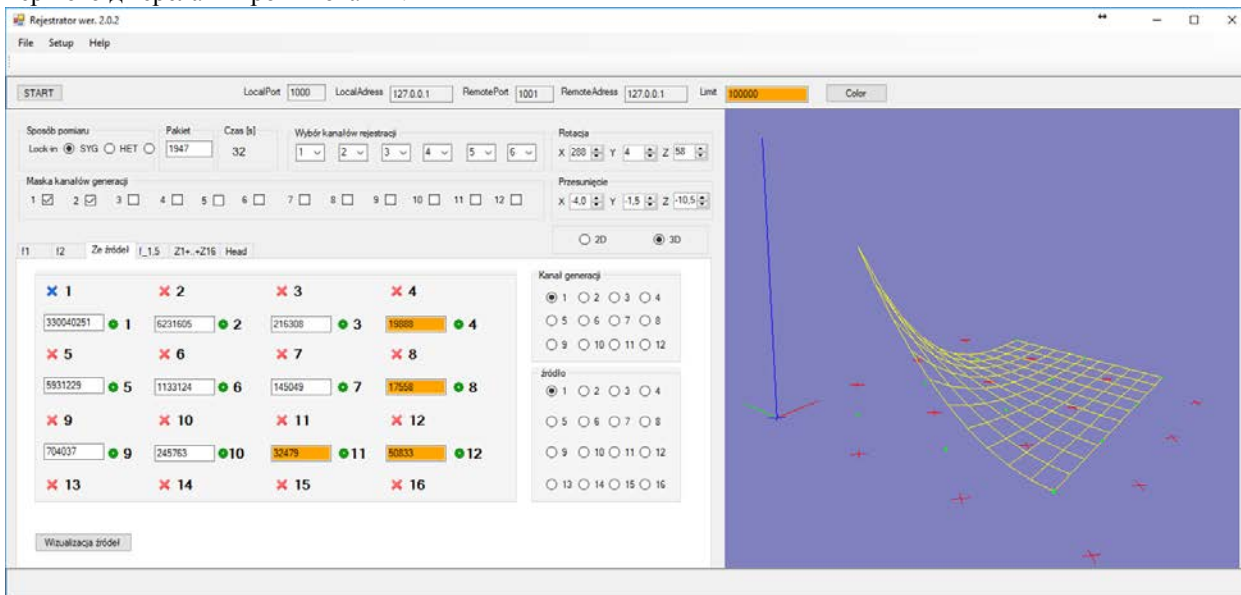 Rejestrator wer. 2.0.2
File Setup Help
START LocalPort 1000 LocalAdress 127.0.0.1 RemotePort 1001 RemoteAdress 127.0.0.1 Limit 100000 Color
Sposób pomiaru Pakiet Czas [s] Wybór kanałów rejestracji Rotacja
Lock in SYG HET 1947 32 1 2 3 4 5 6 X 288 Y 4 Z 58
Maska kanałów generacji Przesunięcie
1 2 3 4 5 6 7 8 9 10 11 12 X -4,0 Y -1,5 Z -10,5
2D 3D
f1 f2 Ze źródeł f_1.5 Z1+..+Z16 Head
Kanał generacji
1 2 3 4 1 2 3 4
330040251 1 6231605 2 216308 3 19888 4 5 6 7 8
5 6 7 8 9 10 11 12
źródło
5931229 5 1133124 6 145049 7 17558 8 1 2 3 4
9 10 11 12 5 6 7 8
704037 9 245763 10 32479 11 50833 12 9 10 11 12
13 14 15 16 13 14 15 16
Wizualizacja źródeł